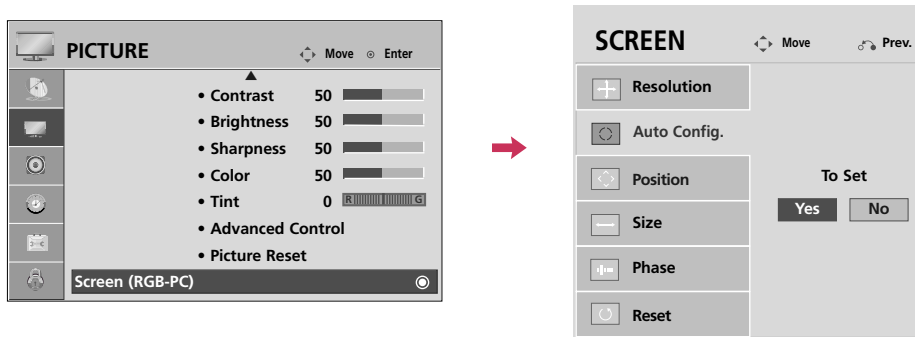 PICTURE Move Enter
• Contrast 50
• Brightness 50
• Sharpness 50
• Color 50
• Tint 0 R G
• Advanced Control
• Picture Reset
Screen (RGB-PC)
SCREEN Move Prev.
Resolution
Auto Config.
Position
Size
Phase
Reset
To Set
Yes No